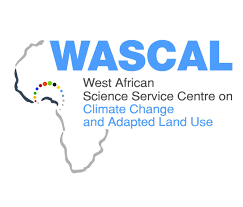 WASCAL
West African
Science Service Centre on
Climate Change
and Adapted Land Use